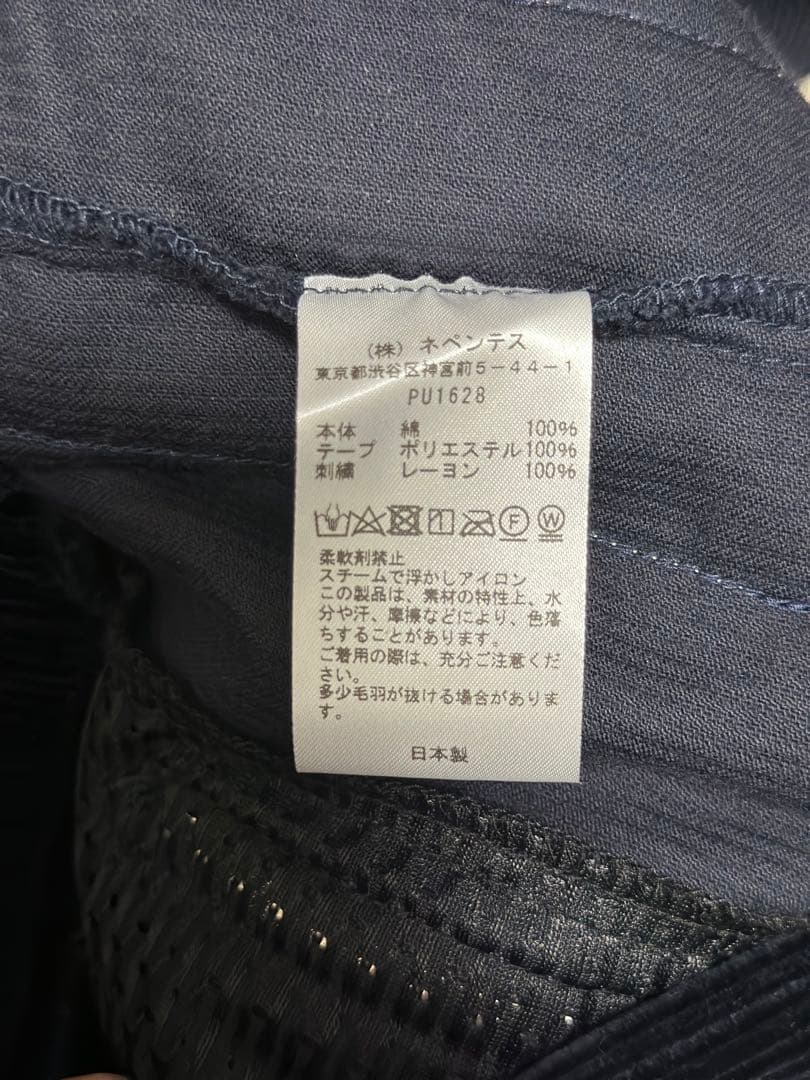 (株) ネペンテス
東京都渋谷区神宮前5-44-1
PU1628
本体 綿 100%
テープ ポリエステル100%
刺繍 レーヨン 100%
F W
柔軟剤禁止
スチームで浮かしアイロン
この製品は、素材の特性上、水
分や汗、摩擦などにより、色落
ちすることがあります。
ご着用の際は、充分ご注意くだ
さい。
多少毛羽が抜ける場合がありま
す。
日本製